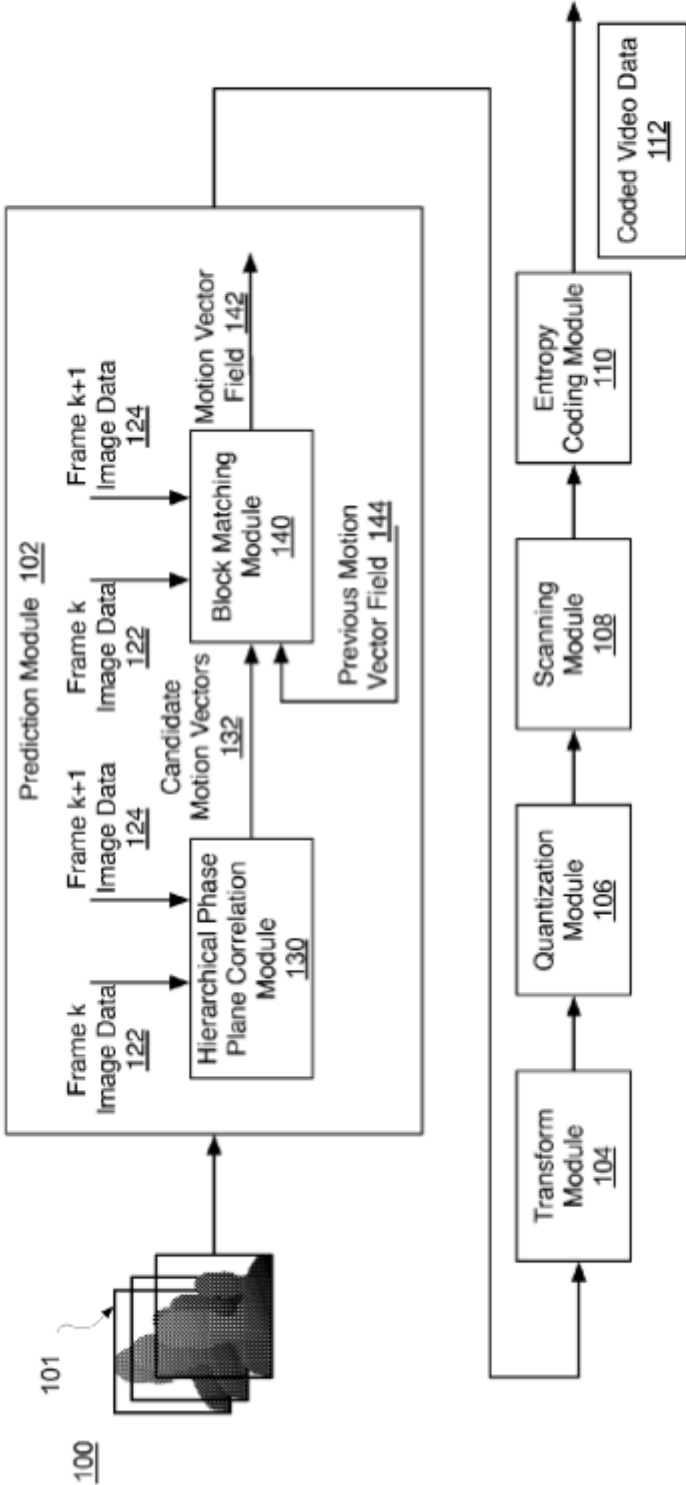 100
101
Prediction Module 102
Frame k
Image Data
122
Frame k+1
Image Data
124
Hierarchical Phase
Plane Correlation
Module
130
Candidate
Motion Vectors
132
Frame k
Image Data
122
Frame k+1
Image Data
124
Block Matching
Module
140
Previous Motion
Vector Field 144
Motion Vector
Field 142
Transform
Module
104
Quantization
Module
106
Scanning
Module
108
Entropy
Coding Module
110
Coded Video Data
112